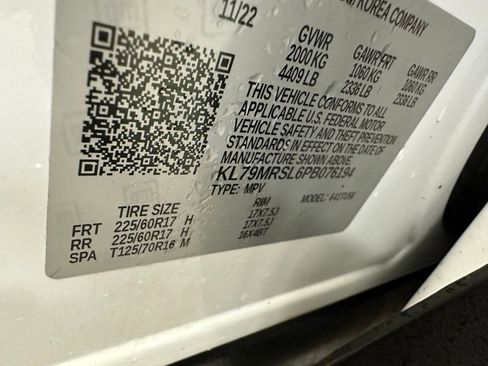 KOREA COMPANY
11/22
GVWR GAWR FRT GAWR RR
2000 KG 1060 KG 1060 KG
4409 LB 2336 LB 2336 LB
THIS VEHICLE CONFORMS TO ALL
APPLICABLE U.S. FEDERAL MOTOR
VEHICLE SAFETY AND THEFT PREVENTION
STANDARDS IN EFFECT ON THE DATE OF
MANUFACTURE SHOWN ABOVE.
KL79MRSL6PB076194
TYPE: MPV MODEL:
TIRE SIZE RIM
FRT 225/60R17 H 17X7.5J
RR 225/60R17 H 17X7.5J
SPA T125/70R16 M 16X4BT